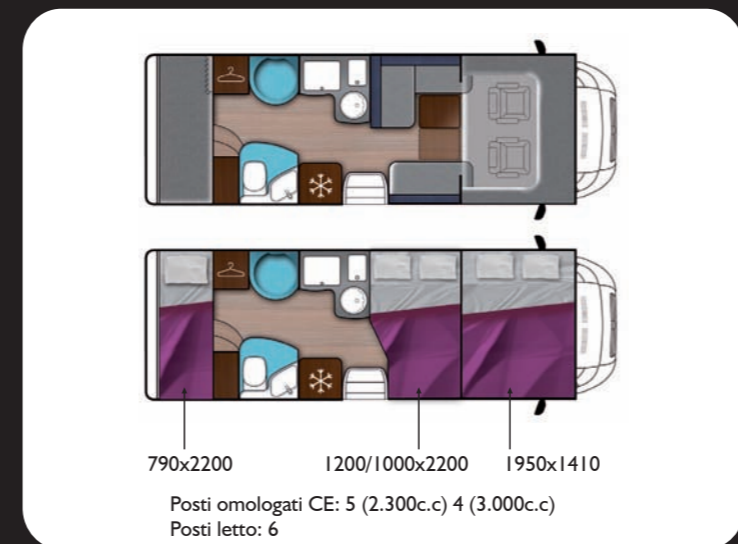 790x2200 1200/1000x2200 1950x1410
Posti omologati CE: 5 (2.300c.c) 4 (3.000c.c)
Posti letto: 6